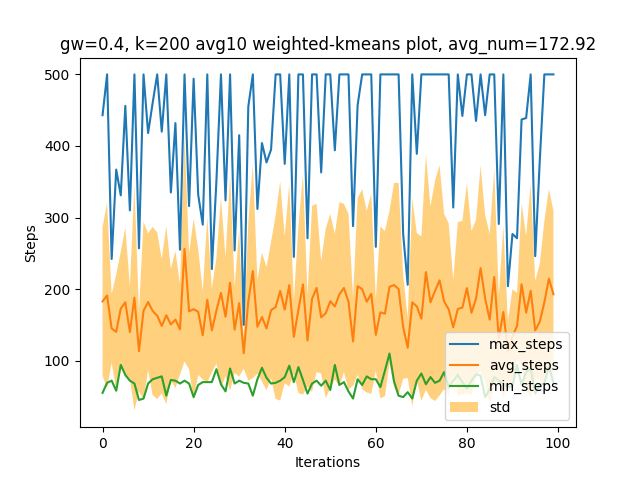 gw=0.4, k=200 avg10 weighted-kmeans plot, avg_num=172.92
500
400
300
200
100
Steps
0
20
40
60
80
100
Iterations
max_steps
avg_steps
min_steps
std